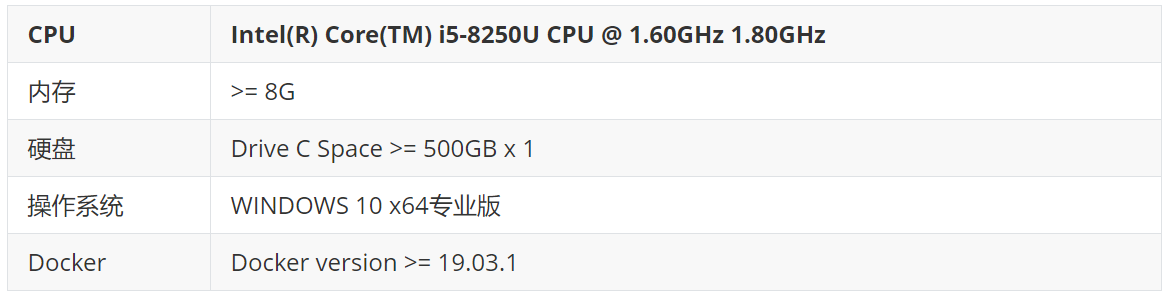 CPU Intel(R) Core(TM) i5-8250U CPU @ 1.60GHz 1.80GHz
内存 >= 8G
硬盘 Drive C Space >= 500GB x 1
操作系统 WINDOWS 10 x64专业版
Docker Docker version >= 19.03.1